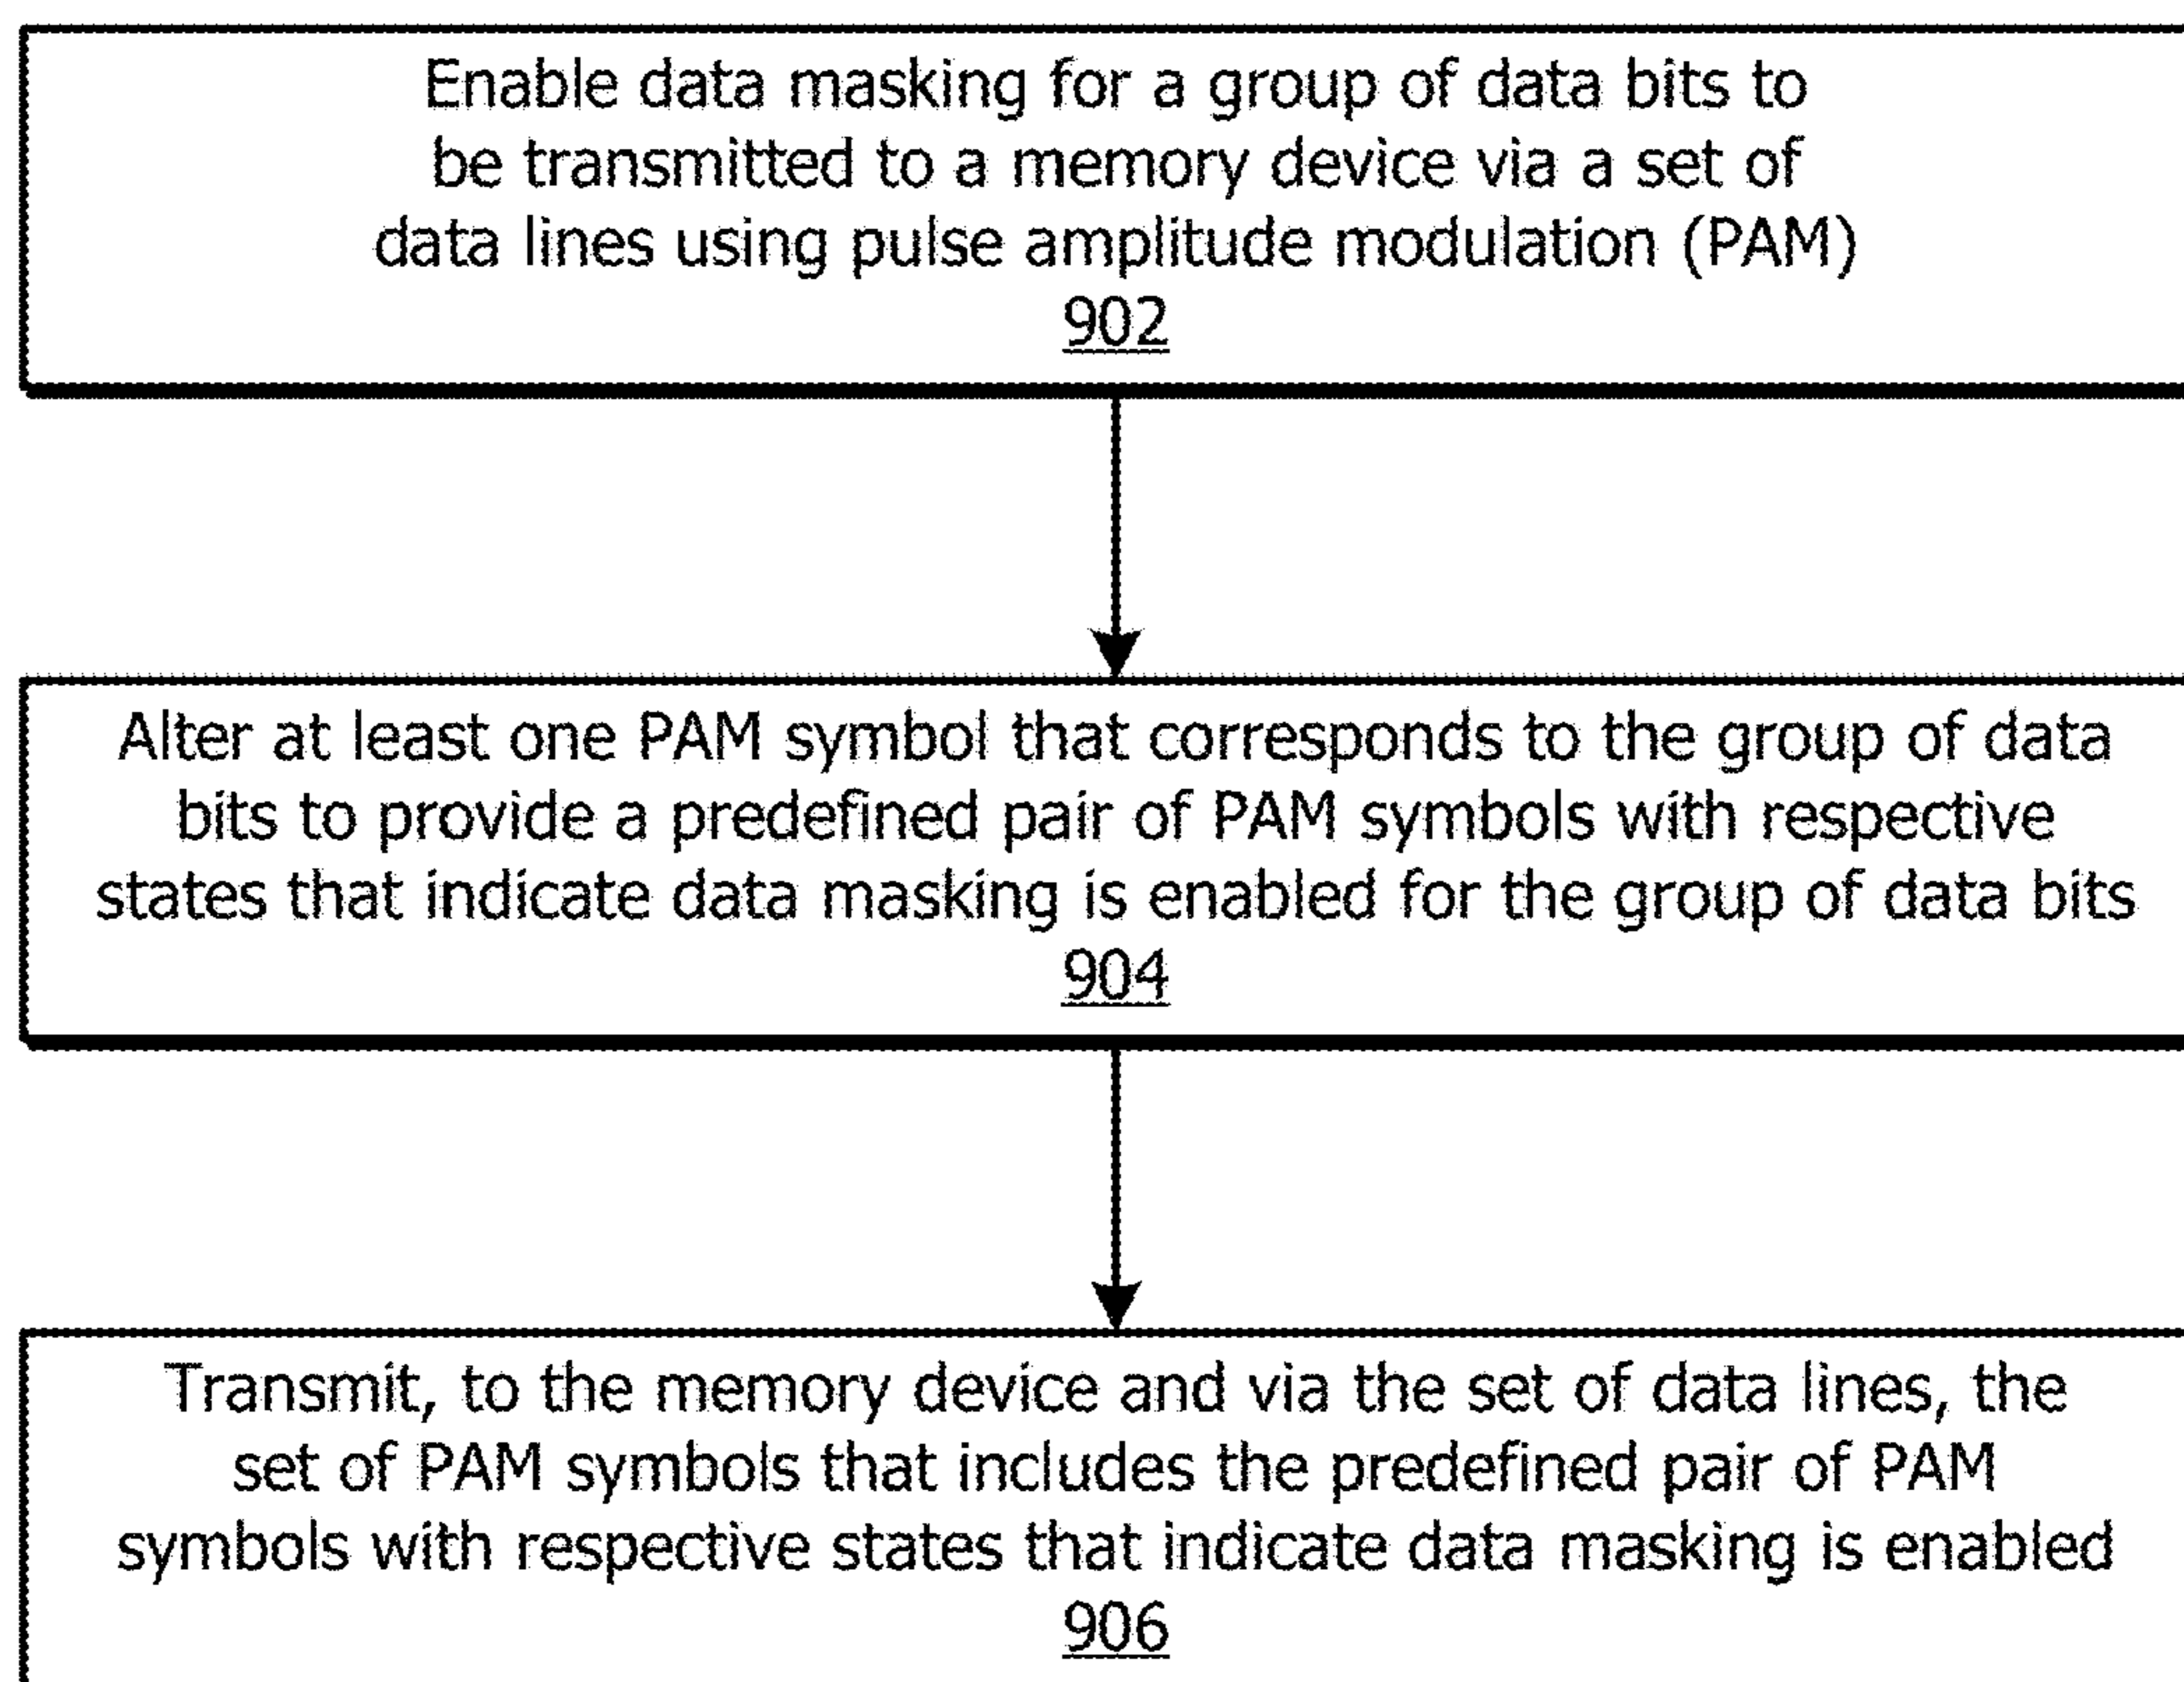 Enable data masking for a group of data bits to
be transmitted to a memory device via a set of
data lines using pulse amplitude modulation (PAM)
902
Alter at least one PAM symbol that corresponds to the group of data
bits to provide a predefined pair of PAM symbols with respective
states that indicate data masking is enabled for the group of data bits
904
Transmit, to the memory device and via the set of data lines, the
set of PAM symbols that includes the predefined pair of PAM
symbols with respective states that indicate data masking is enabled
906